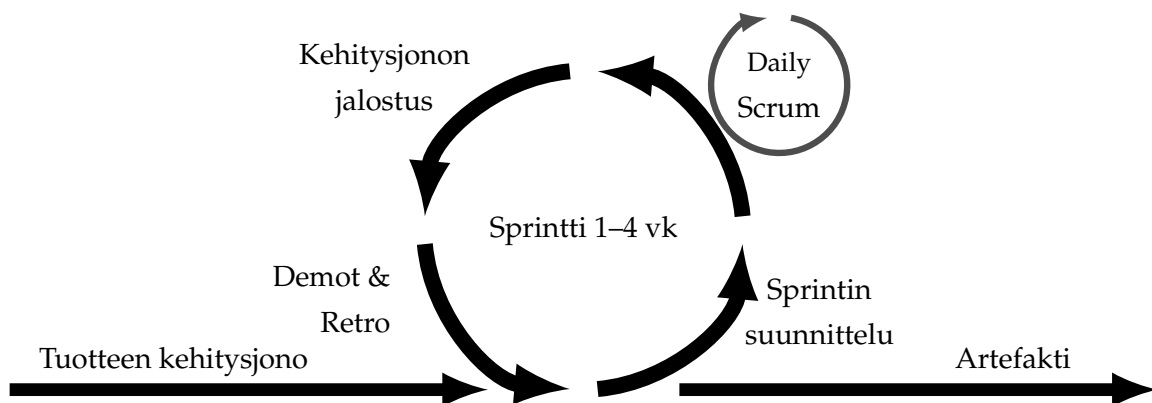 Kehitysjonon
jalostus
Daily
Scrum
Sprintti 1–4 vk
Demot &
Retro
Sprintin
suunnittelu
Tuotteen kehitysjono
Artefakti